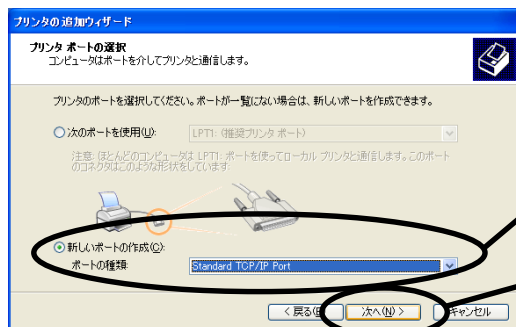 プリンタの追加ウィザード
プリンタ ポートの選択
コンピュータはポートを介してプリンタと通信します。
プリンタのポートを選択してください。ポートが一覧にない場合は、新しいポートを作成できます。
次のポートを使用(U):
LPT1: (推奨プリンタ ポート)
注意: ほとんどのコンピュータは LPT1: ポートを使ってローカル プリンタと通信します。このポート
のコネクタはこのような形状をしています:
新しいポートの作成(C):
ポートの種類:
Standard TCP/IP Port
< 戻る(B)
次へ(N) >
キャンセル